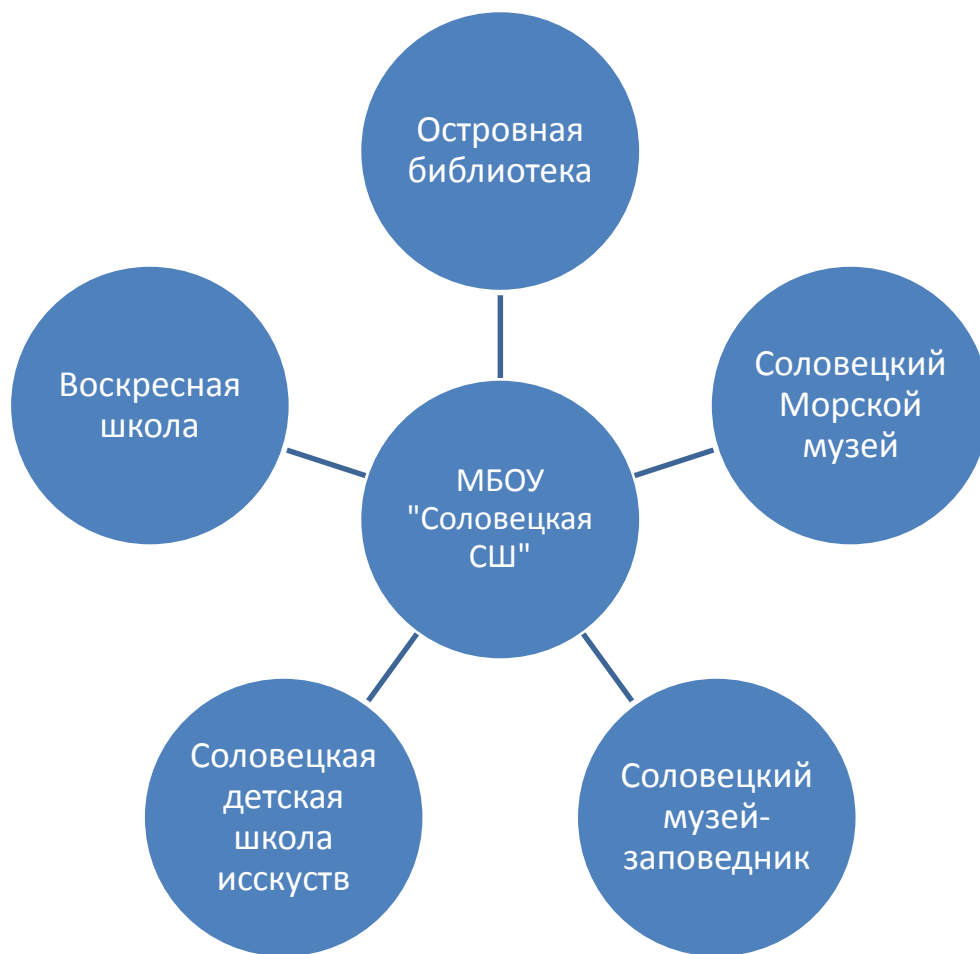 Островная
библиотека
Соловецкий
Морской
музей
Соловецкий
музей-
заповедник
Соловецкая
детская
школа
исскуств
Воскресная
школа
МБОУ
"Соловецкая
СШ"